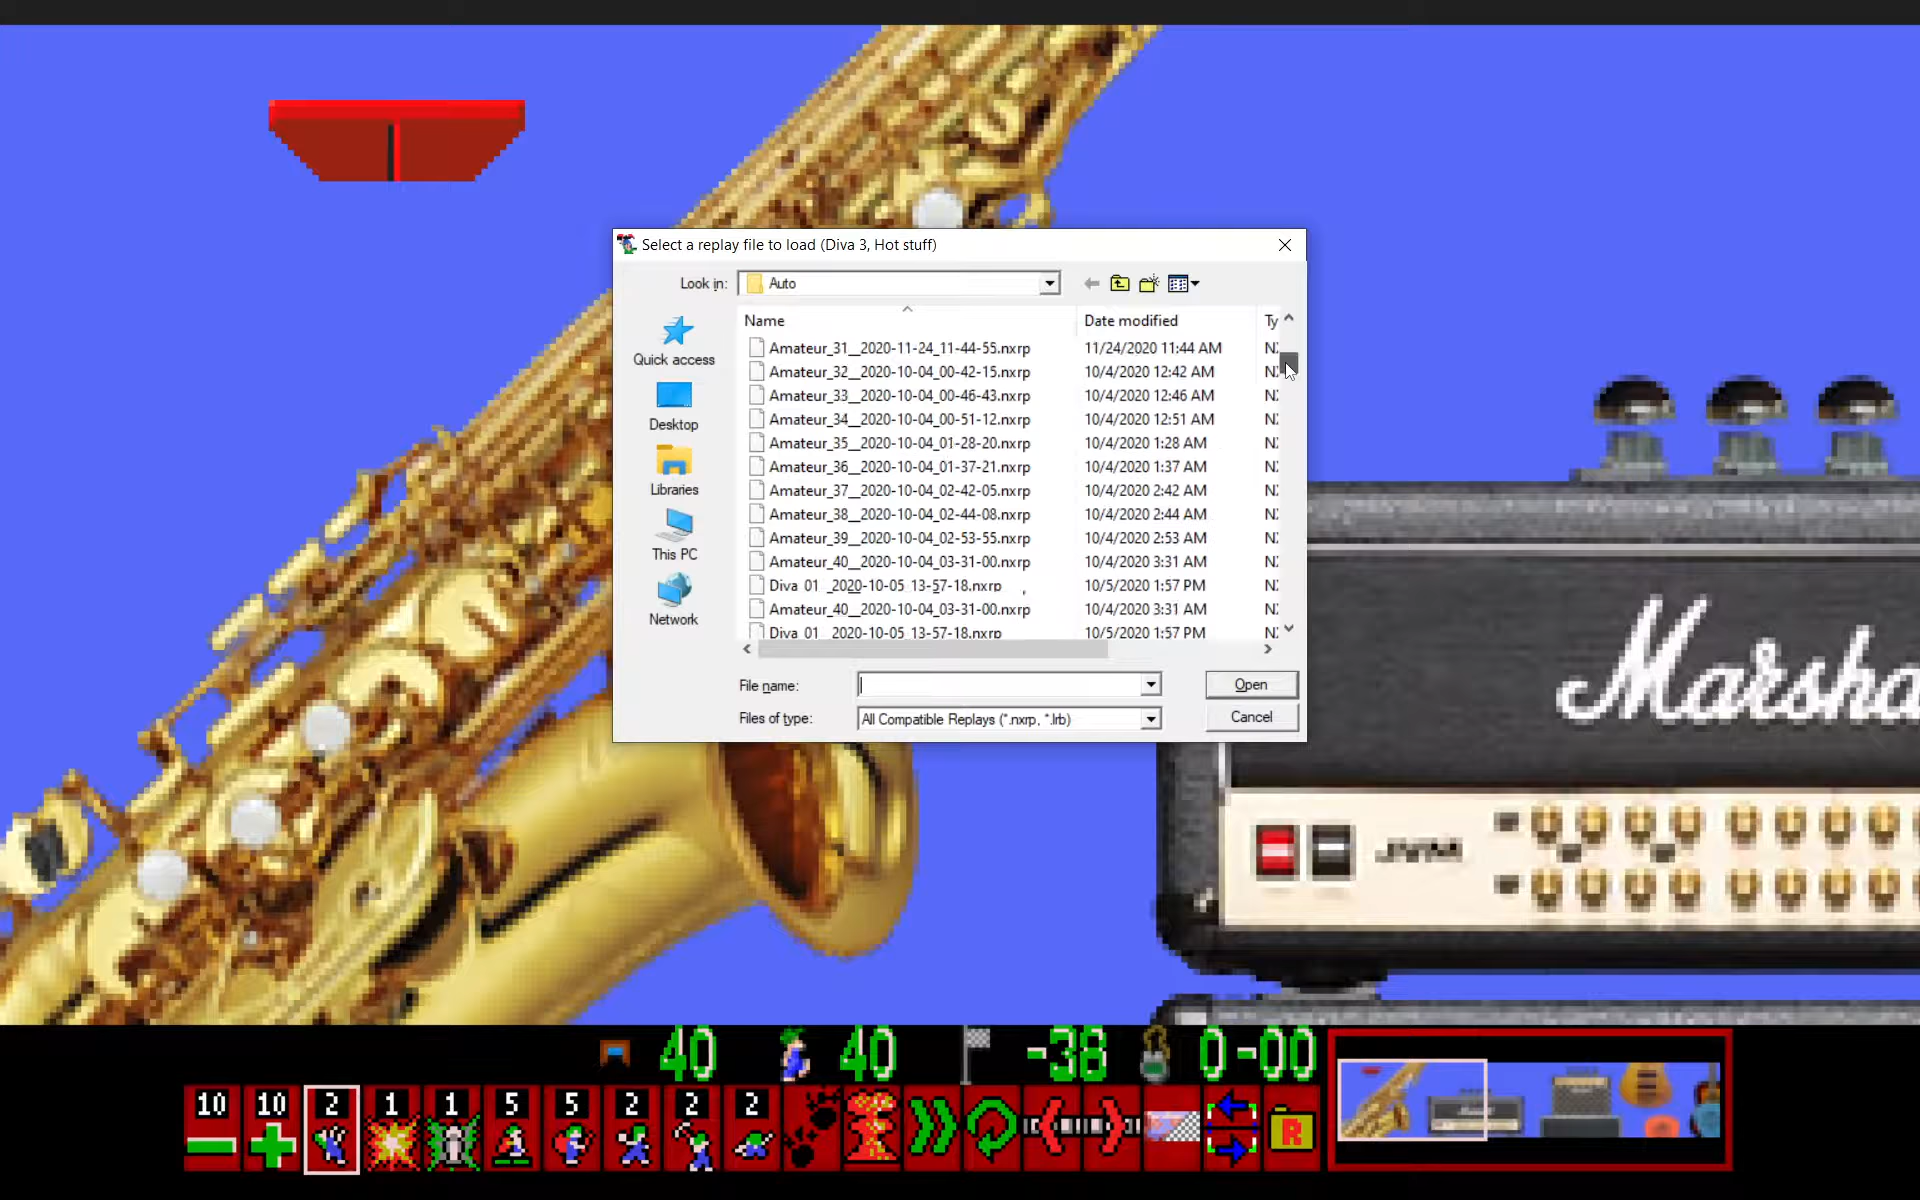 Select a replay file to load (Diva 3, Hot stuff)
Look in: Auto
Name Date modified Ty
Amateur_31__2020-11-24_11-44-55.nxrp 11/24/2020 11:44 AM N
Amateur_32__2020-10-04_00-42-15.nxrp 10/4/2020 12:42 AM N
Amateur_33__2020-10-04_00-46-43.nxrp 10/4/2020 12:46 AM N
Amateur_34__2020-10-04_00-51-12.nxrp 10/4/2020 12:51 AM N
Amateur_35__2020-10-04_01-28-20.nxrp 10/4/2020 1:28 AM N
Amateur_36__2020-10-04_01-37-21.nxrp 10/4/2020 1:37 AM N
Amateur_37__2020-10-04_02-42-05.nxrp 10/4/2020 2:42 AM N
Amateur_38__2020-10-04_02-44-08.nxrp 10/4/2020 2:44 AM N
Amateur_39__2020-10-04_02-53-55.nxrp 10/4/2020 2:53 AM N
Amateur_40__2020-10-04_03-31-00.nxrp 10/4/2020 3:31 AM N
Diva_01__2020-10-05_13-57-18.nxrp 10/5/2020 1:57 PM N
Amateur_40__2020-10-04_03-31-00.nxrp 10/4/2020 3:31 AM N
Diva_01__2020-10-05_13-57-18.nxrp 10/5/2020 1:57 PM N
Quick access
Desktop
Libraries
This PC
Network
File name: Open
Files of type: All Compatible Replays (*.nxrp, *.lrb) Cancel
Marsha
40 40 -38 0-00
10 10 2 1 1 5 5 2 2 2
R